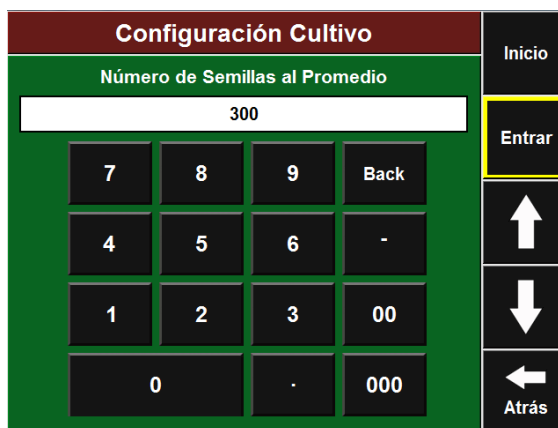 Configuración Cultivo
Inicio
Número de Semillas al Promedio
300
Entrar
7 8 9 Back
4 5 6 -
1 2 3 00
0 . 000
Atrás